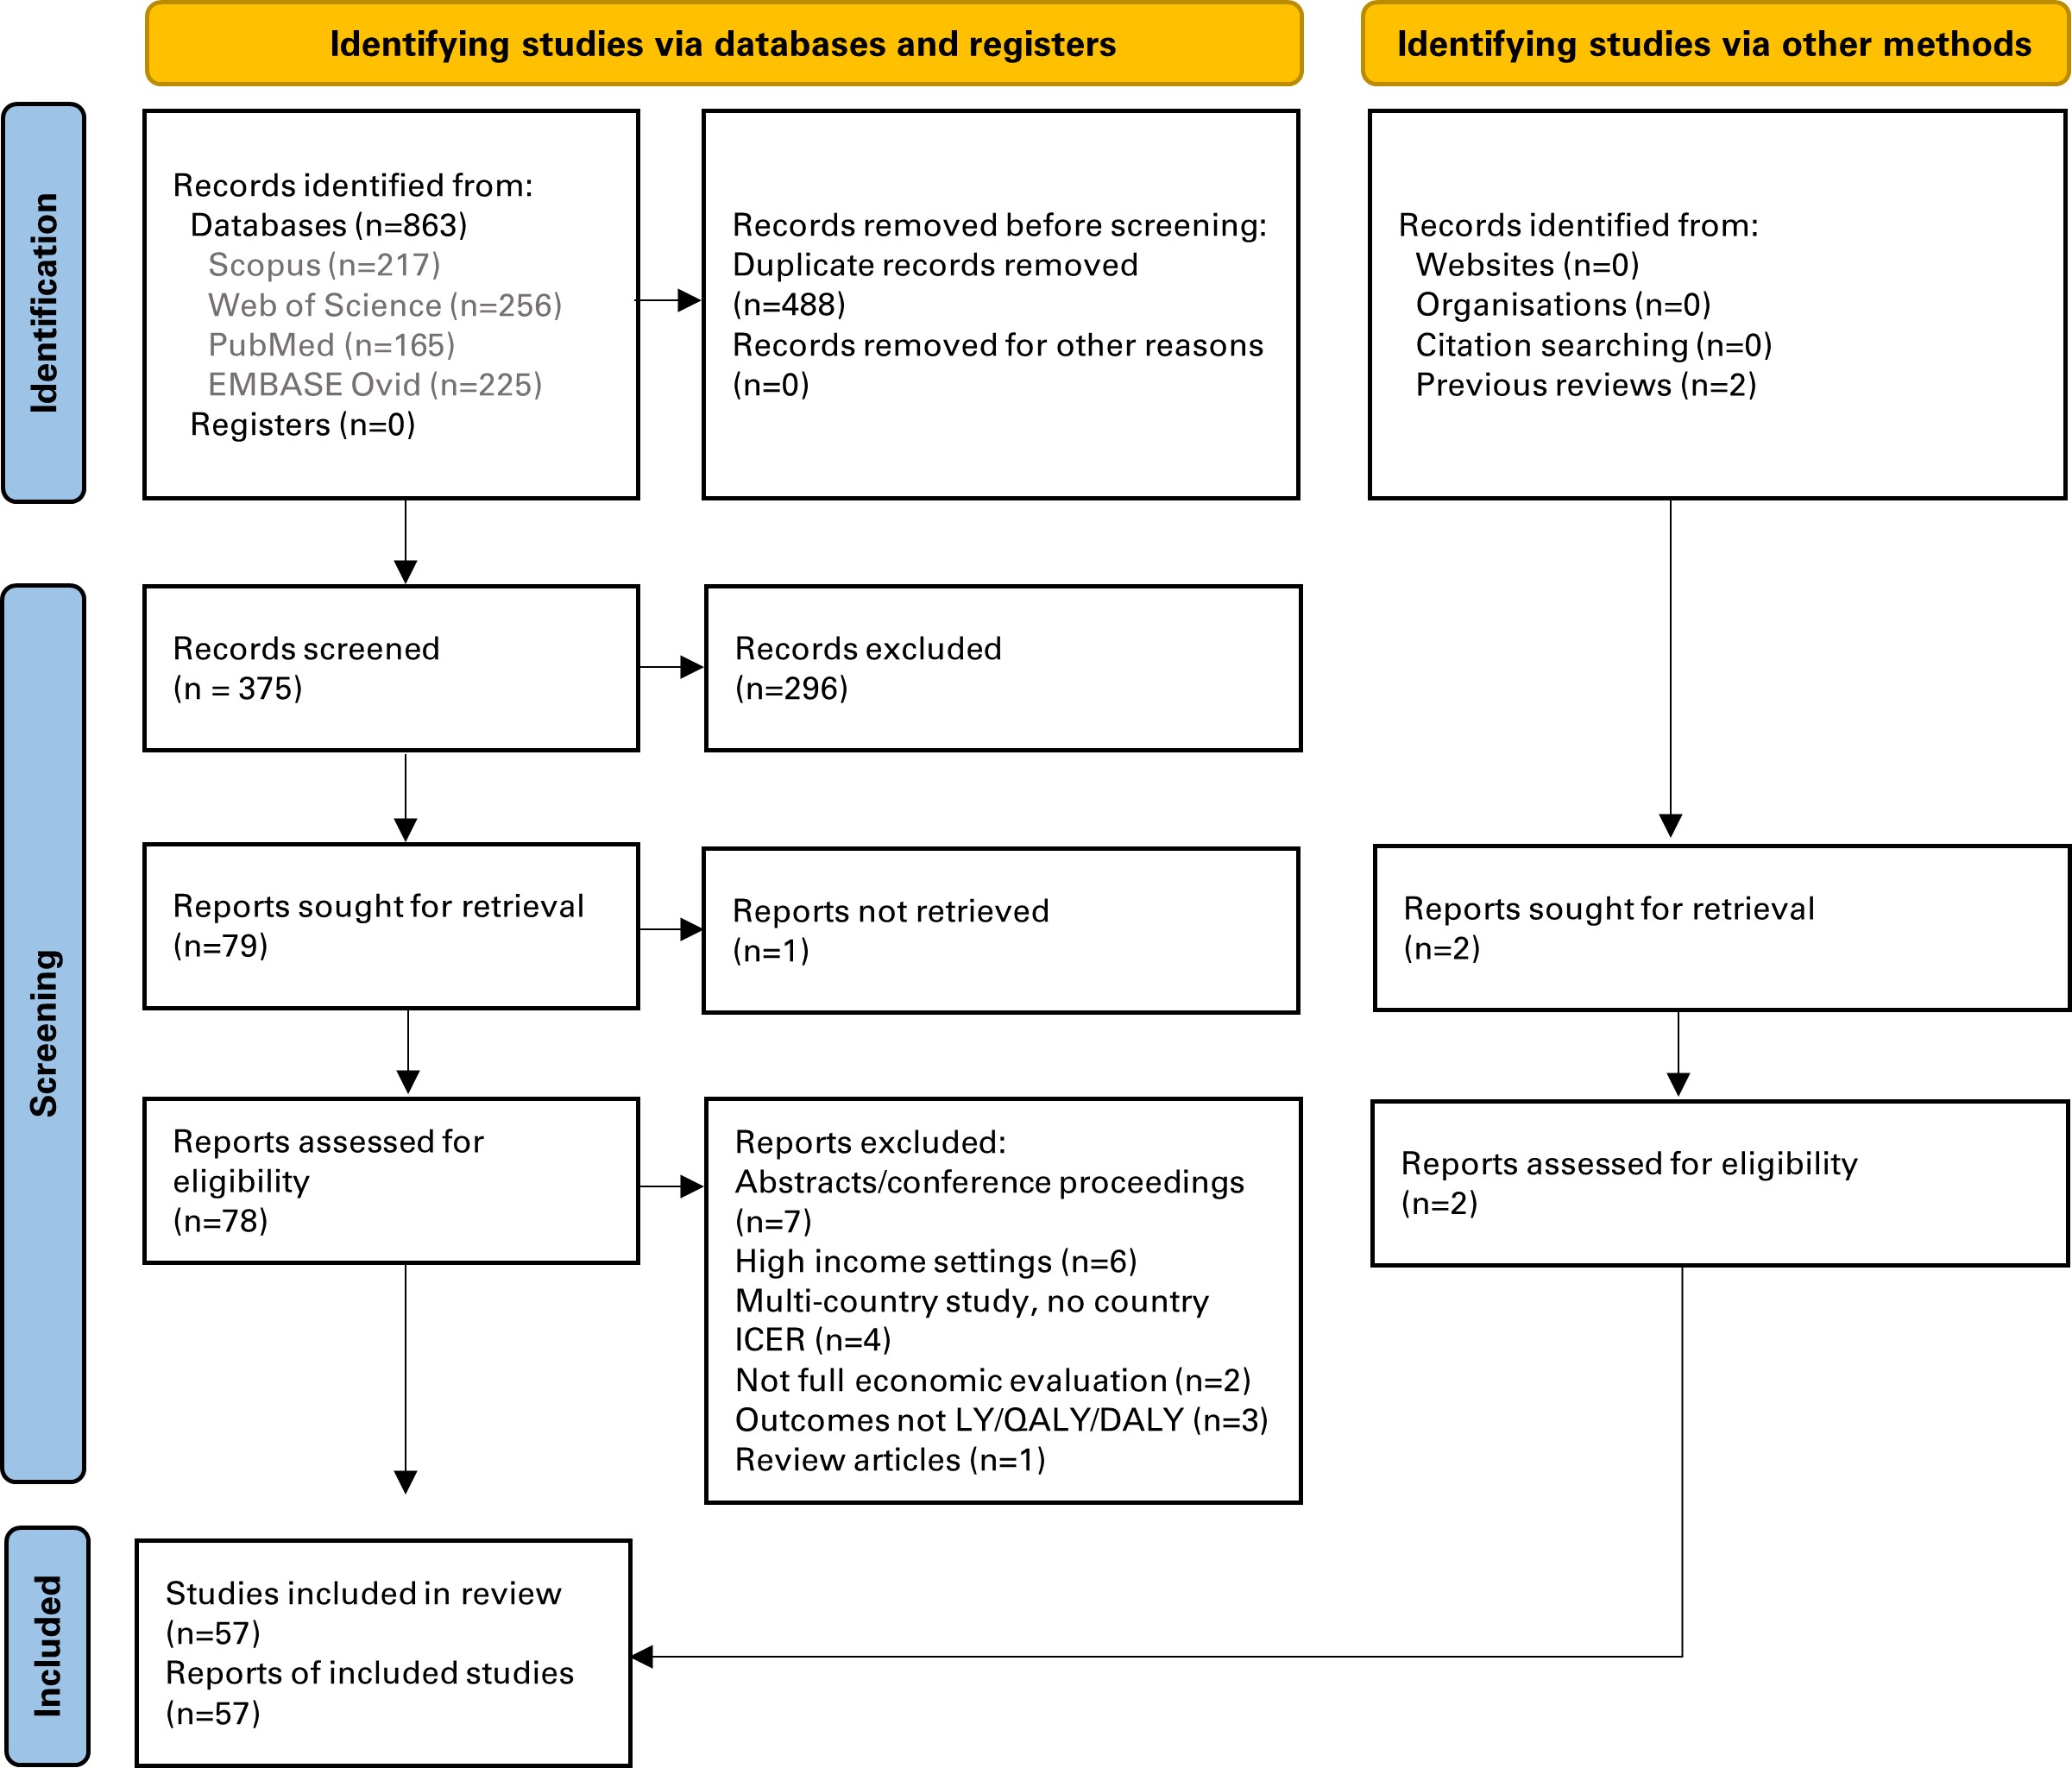 Identifying studies via databases and registers
Identifying studies via other methods
Identification
Records identified from:
Databases (n=863)
Scopus (n=217)
Web of Science (n=256)
PubMed (n=165)
EMBASE Ovid (n=225)
Registers (n=0)
Records removed before screening:
Duplicate records removed
(n=488)
Records removed for other reasons
(n=0)
Records identified from:
Websites (n=0)
Organisations (n=0)
Citation searching (n=0)
Previous reviews (n=2)
Screening
Records screened
(n = 375)
Records excluded
(n=296)
Reports sought for retrieval
(n=79)
Reports not retrieved
(n=1)
Reports sought for retrieval
(n=2)
Reports assessed for
eligibility
(n=78)
Reports excluded:
Abstracts/conference proceedings
(n=7)
High income settings (n=6)
Multi-country study, no country
ICER (n=4)
Not full economic evaluation (n=2)
Outcomes not LY/QALY/DALY (n=3)
Review articles (n=1)
Reports assessed for eligibility
(n=2)
Included
Studies included in review
(n=57)
Reports of included studies
(n=57)